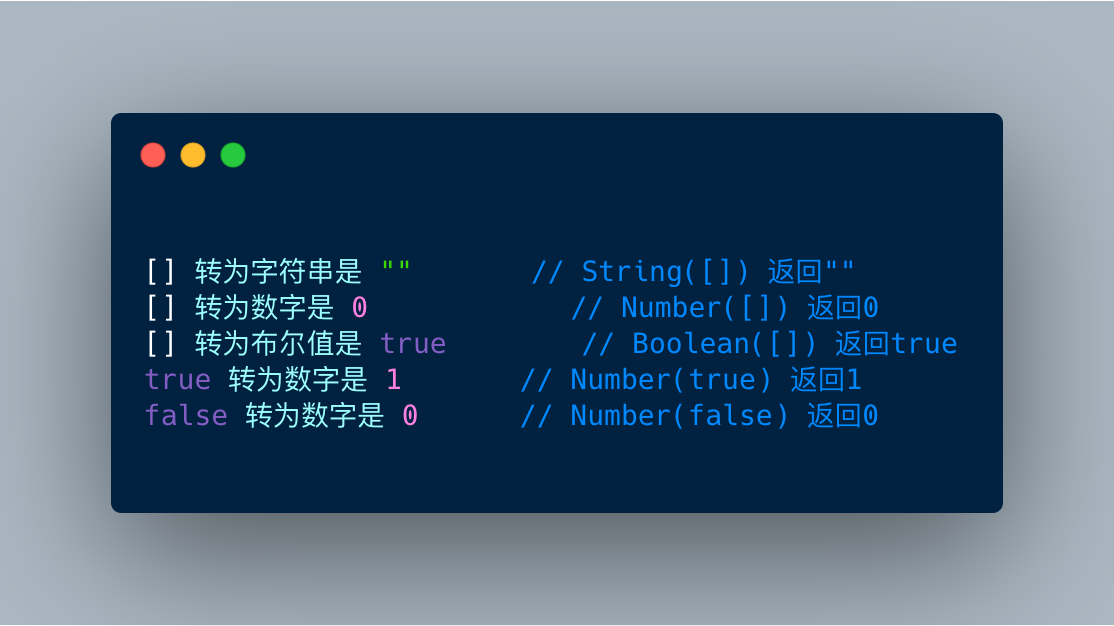 [] 转为字符串是 ""       // String([]) 返回""
[] 转为数字是 0            // Number([]) 返回0
[] 转为布尔值是 true        // Boolean([]) 返回true
true 转为数字是 1       // Number(true) 返回1
false 转为数字是 0      // Number(false) 返回0